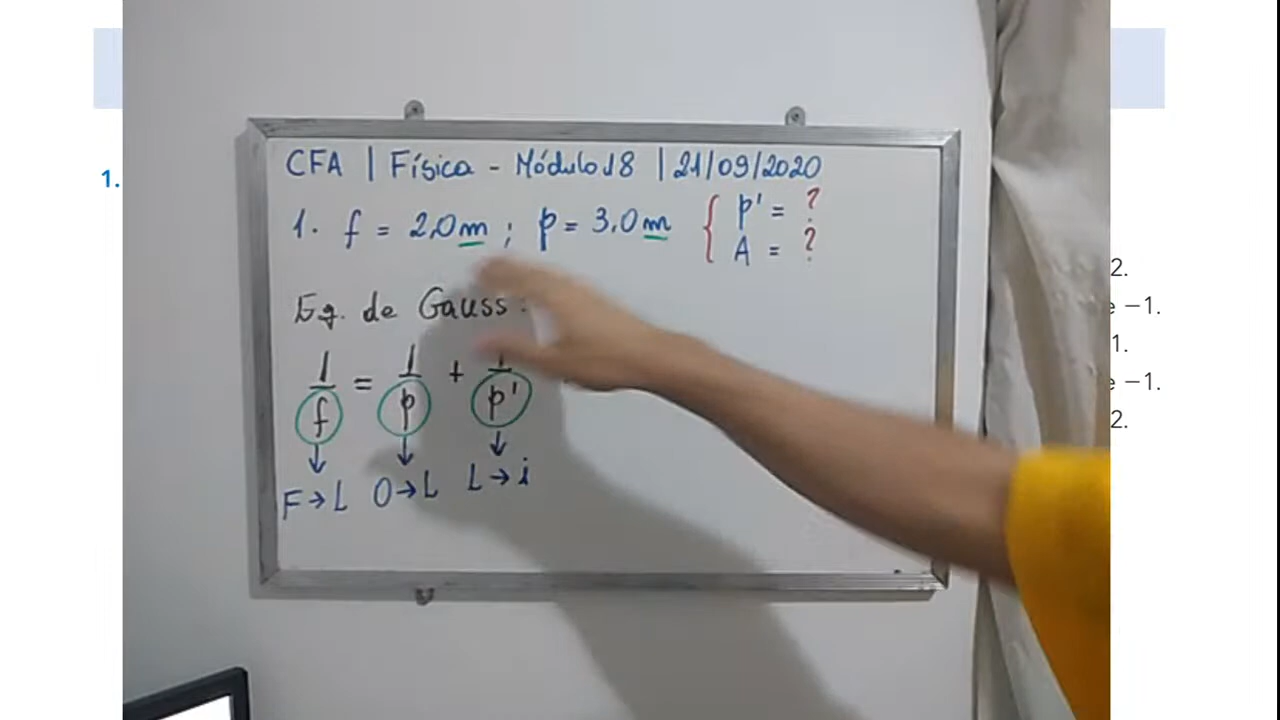 1.
CFA | Física - Módulo 18 | 21/09/2020
1. f = 2,0 m ; p = 3,0 m { p' = ?
A = ?
Eq. de Gauss:
1/f = 1/p + 1/p'
F→L O→L L→i
2.
e −1.
1.
e −1.
2.